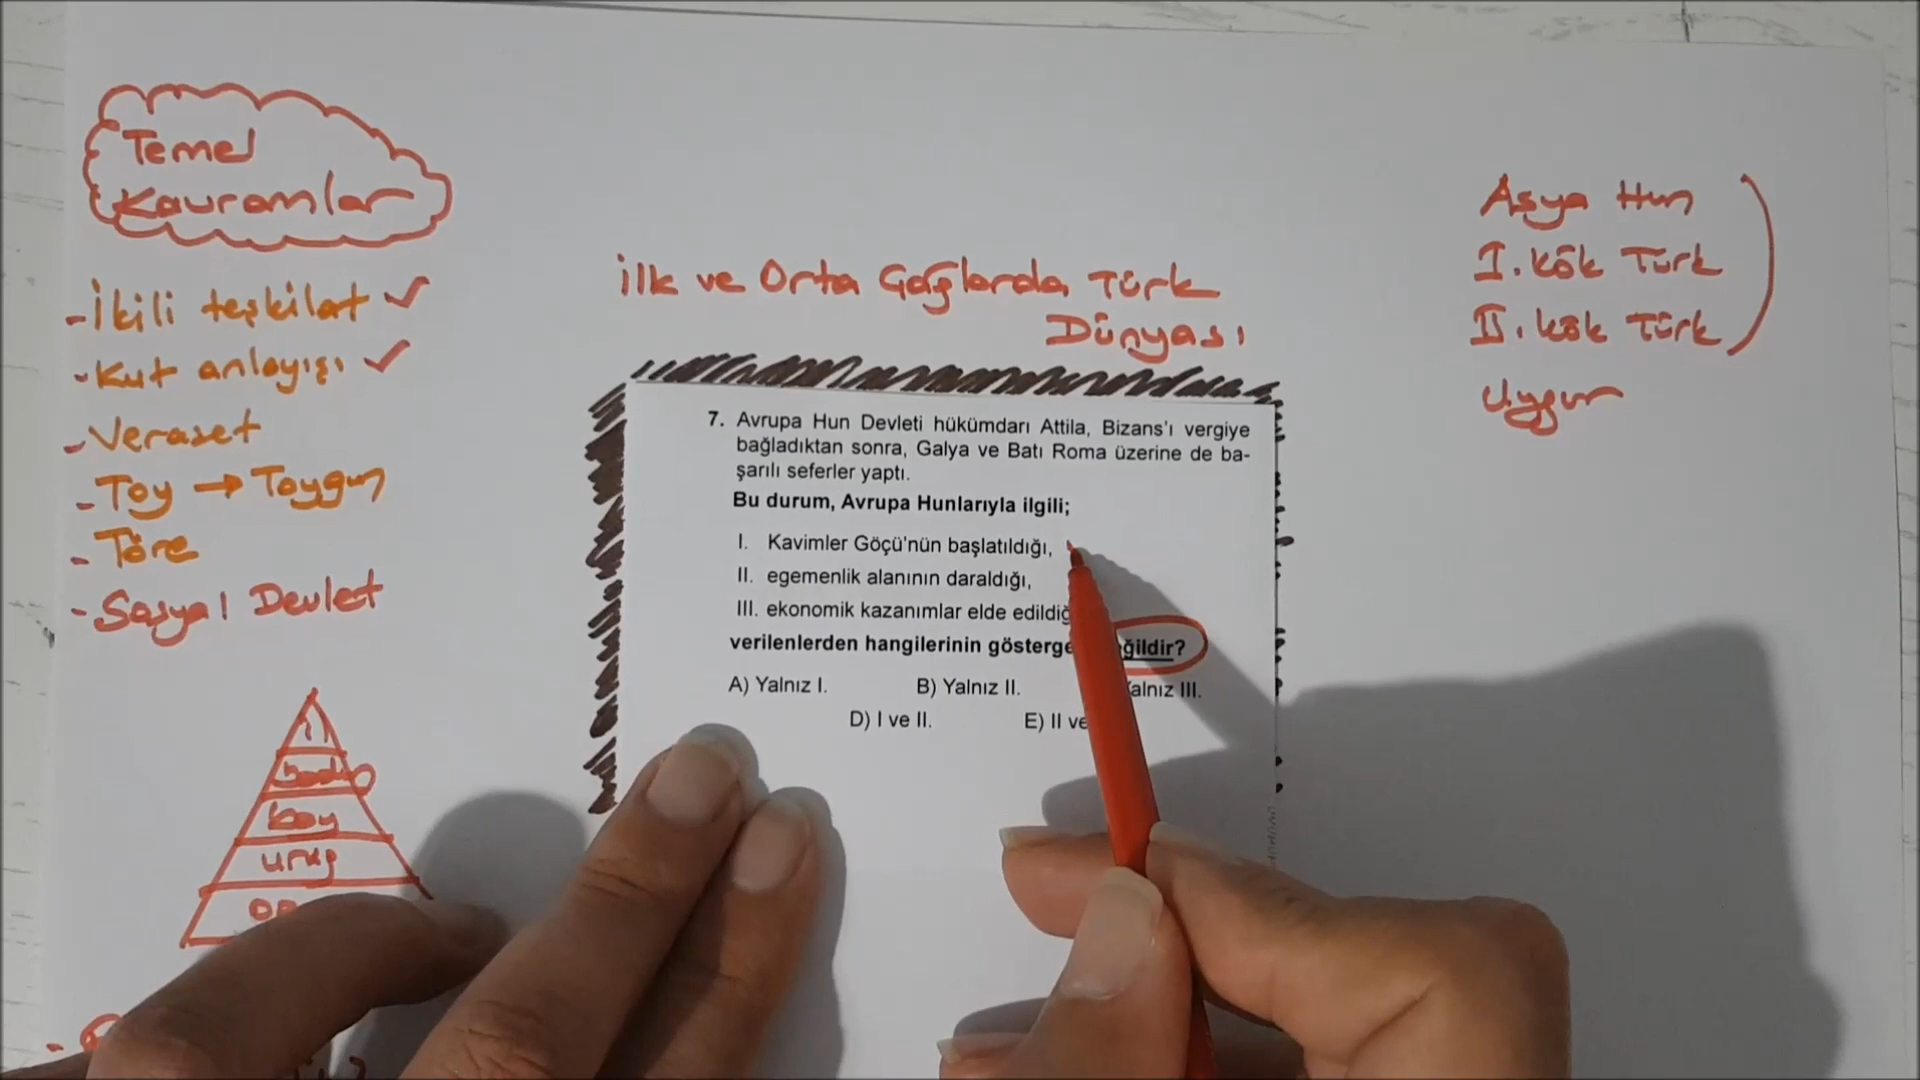 Temel
Kavramlar
-İkili teşkilat ✓
-Kut anlayışı ✓
-Veraset
-Toy → Toygun
-Töre
-Sosyal Devlet
boy
uruş
İlk ve Orta Çağlarda Türk
Dünyası
7. Avrupa Hun Devleti hükümdarı Attila, Bizans'ı vergiye
bağladıktan sonra, Galya ve Batı Roma üzerine de ba-
şarılı seferler yaptı.
Bu durum, Avrupa Hunlarıyla ilgili;
I. Kavimler Göçü'nün başlatıldığı,
II. egemenlik alanının daraldığı,
III. ekonomik kazanımlar elde edildiğ
verilenlerden hangilerinin gösterge ğildir?
A) Yalnız I. B) Yalnız II. Yalnız III.
D) I ve II. E) II ve
Asya Hun
I. Kök Türk
II. Kök Türk
Uygur